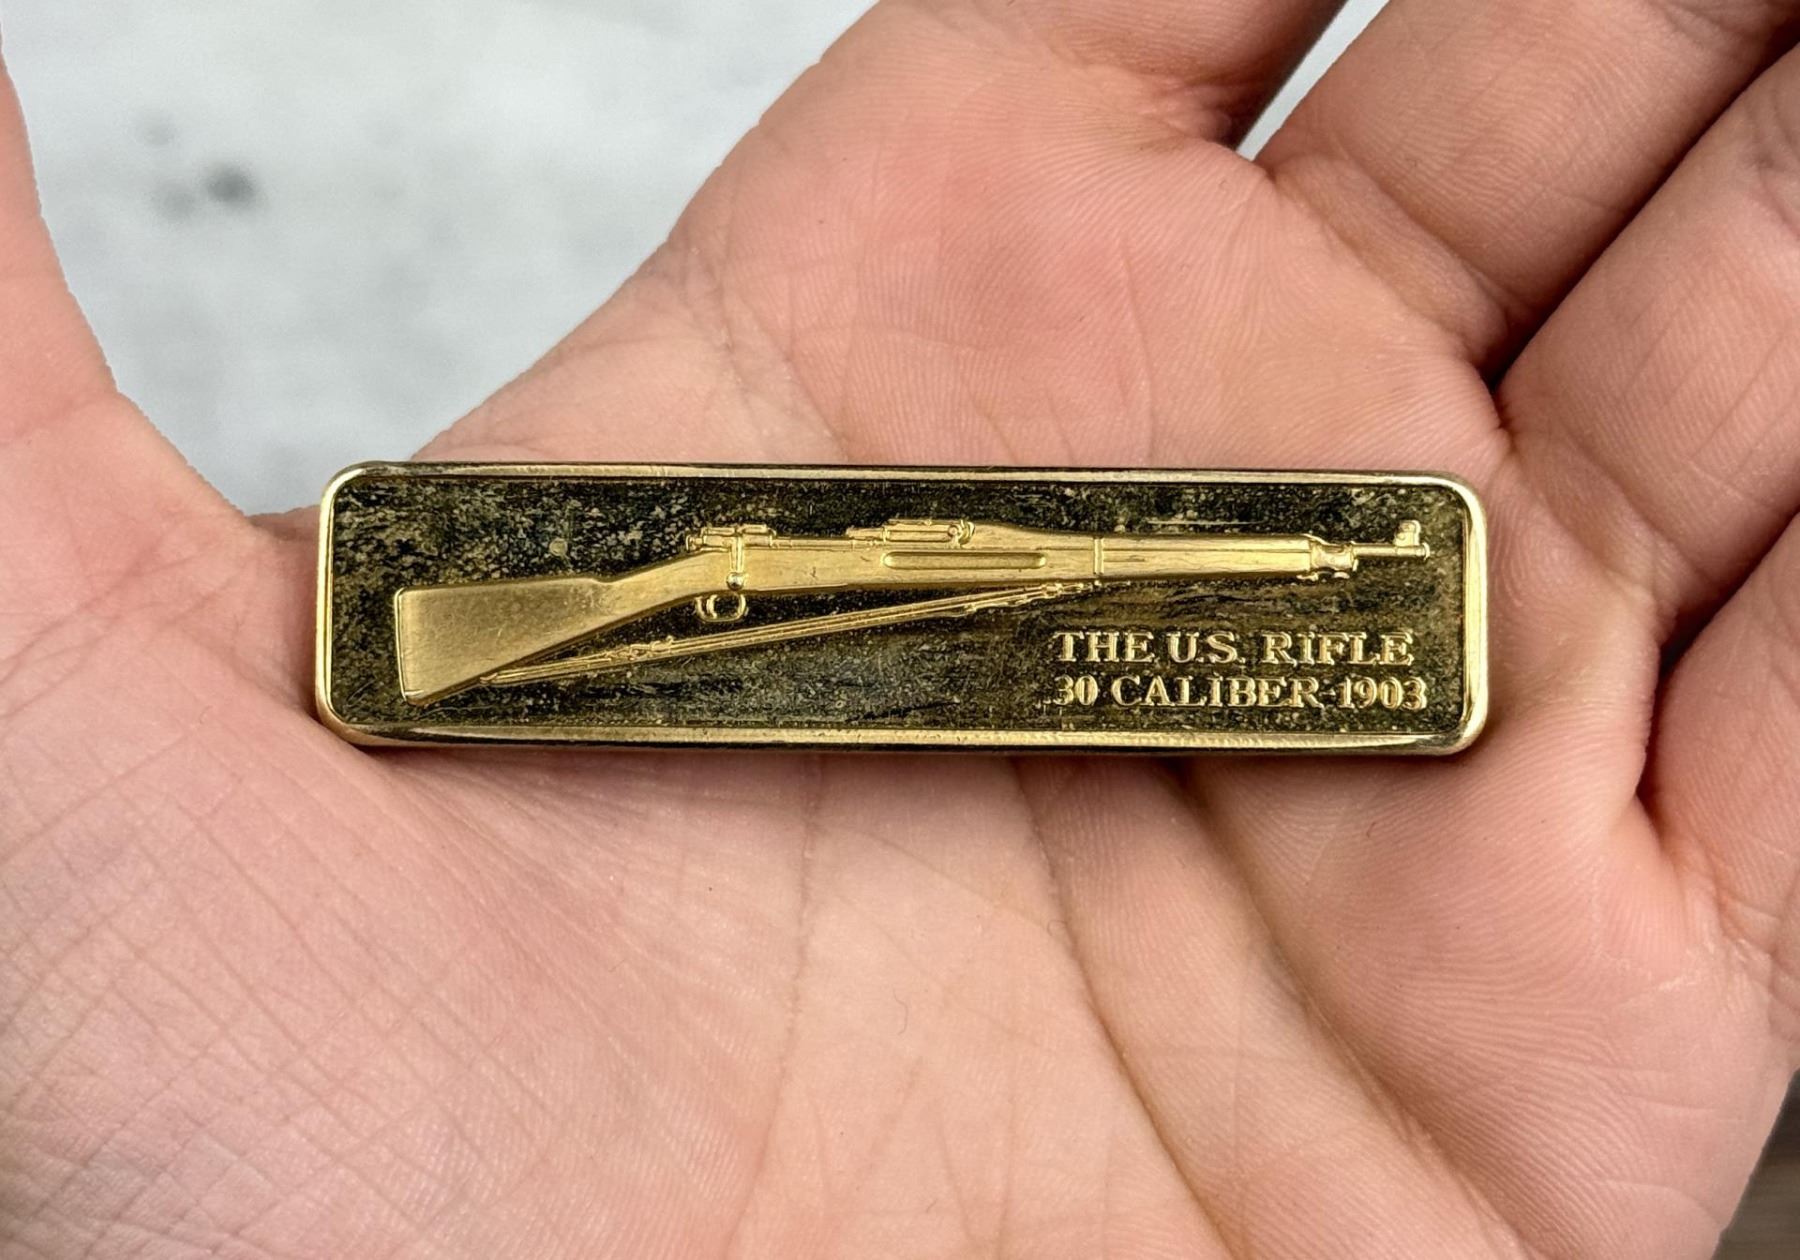 THE U.S. RIFLE
.30 CALIBER 1903